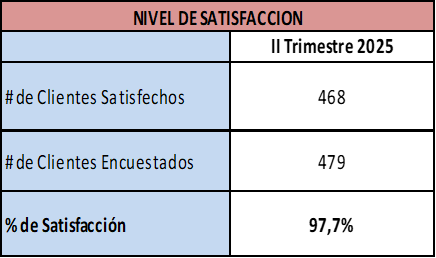 NIVEL DE SATISFACCION
II Trimestre 2025
# de Clientes Satisfechos 468
# de Clientes Encuestados 479
% de Satisfacción 97,7%